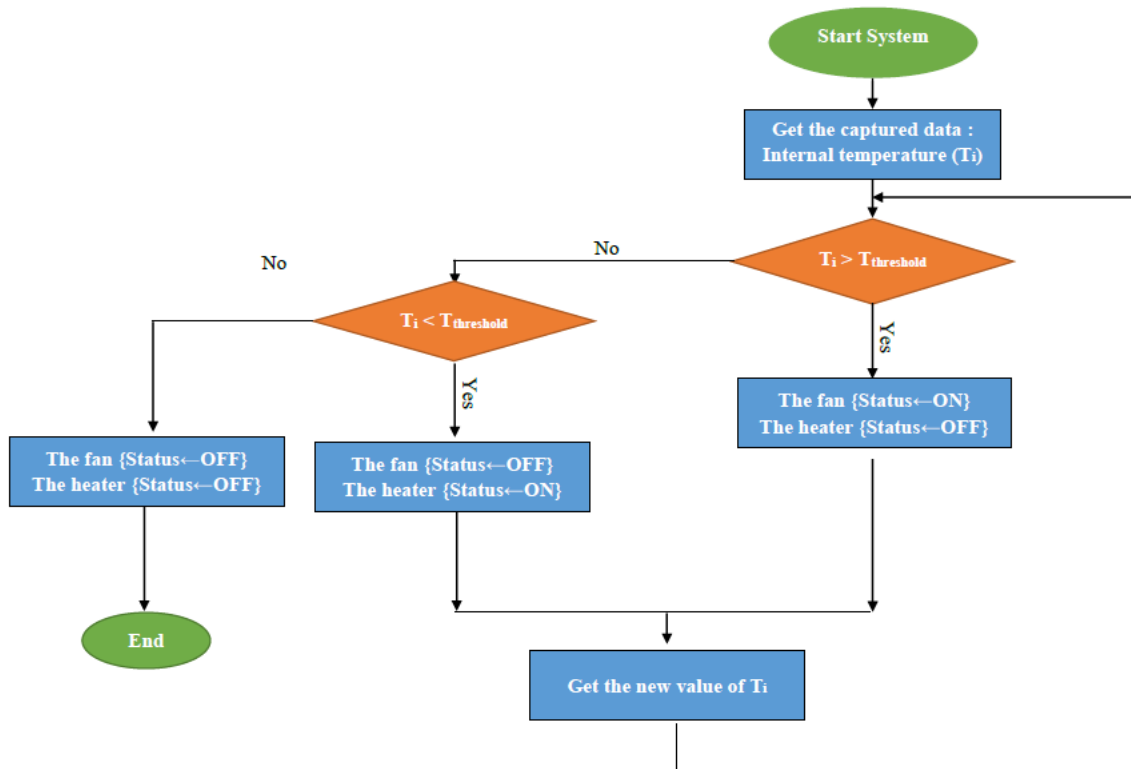 Start System
Get the captured data :
Internal temperature (Ti)
Ti > Tthreshold
No
No
Ti < Tthreshold
Yes
Yes
The fan {Status←ON}
The heater {Status←OFF}
The fan {Status←OFF}
The heater {Status←OFF}
The fan {Status←OFF}
The heater {Status←ON}
End
Get the new value of Ti